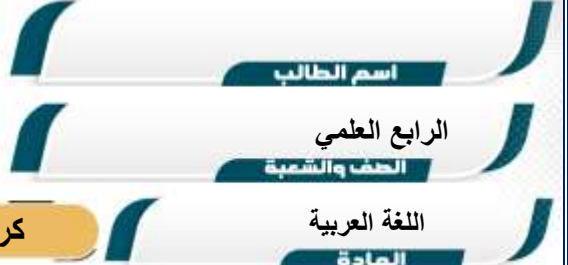 اسم الطالب
الرابع العلمي
الصف والشعبة
اللغة العربية
المادة